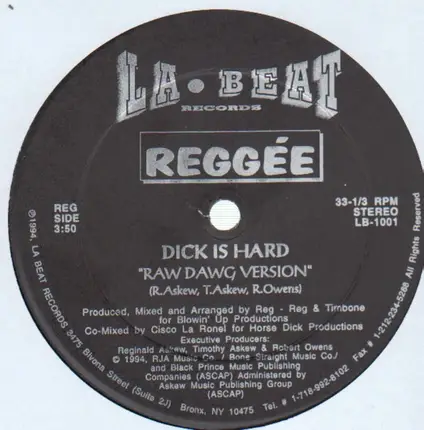 LA • BEAT
RECORDS
REGGÉE
REG
SIDE
3:50
33-1/3 RPM
STEREO
LB-1001
DICK IS HARD
"RAW DAWG VERSION"
(R.Askew, T.Askew, R.Owens)
Produced, Mixed and Arranged by Reg - Reg & Timbone
for Blowin' Up Productions
Co-Mixed by Cisco La Ronel for Horse Dick Productions
Executive Producers:
Reginald Askew, Timothy Askew & Robert Owens
© 1994, RJA Music Co./ Bone Straight Music Co./
and Black Prince Music Publishing
Companies (ASCAP) Administered by
Askew Music Publishing Group
(ASCAP)
℗1994, LA BEAT RECORDS 3475 Bivona Street (Suite 2J) Bronx, NY 10475 Tel. # 1-718-992-8102 Fax # 1-212-234-5288 All Rights Reserved